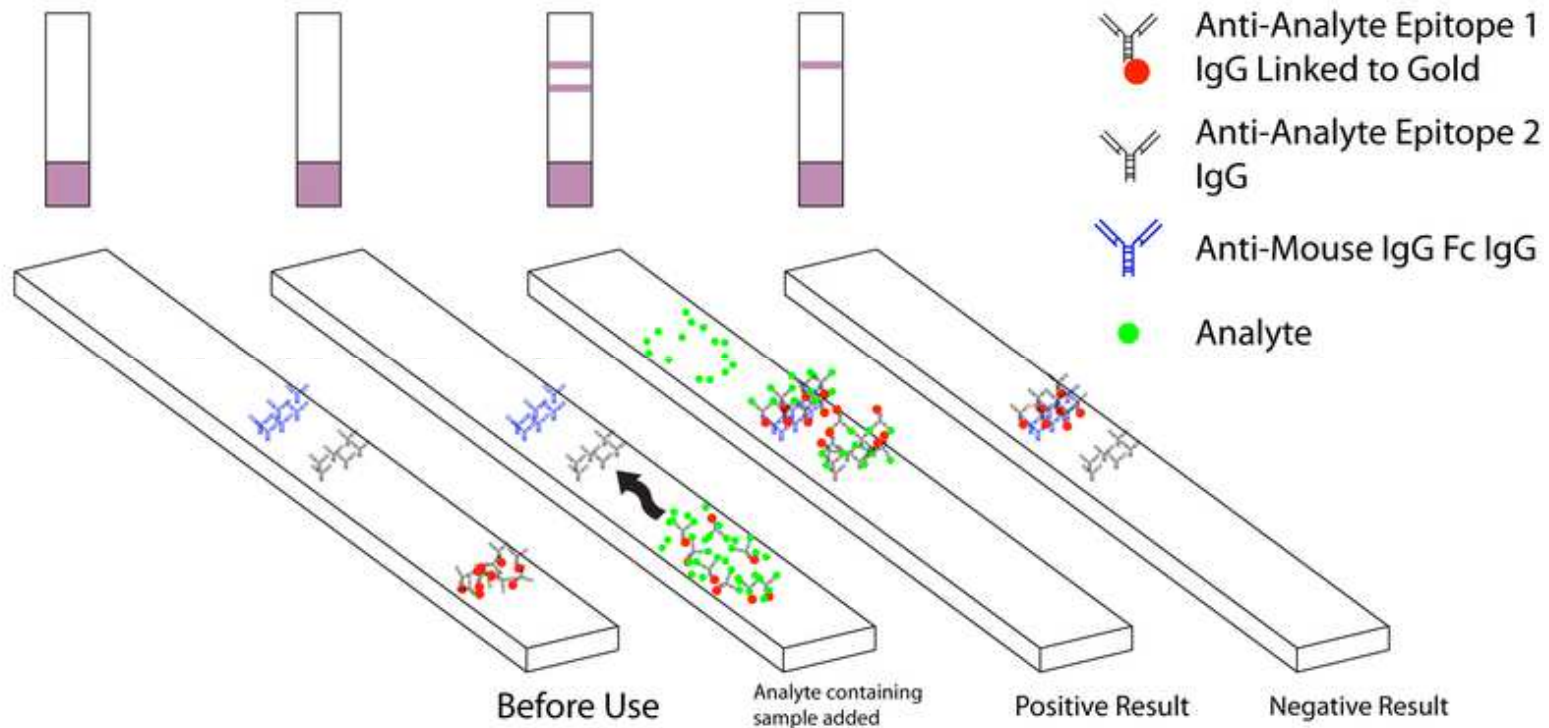 Anti-Analyte Epitope 1
IgG Linked to Gold
Anti-Analyte Epitope 2
IgG
Anti-Mouse IgG Fc IgG
Analyte
Before Use
Analyte containing
sample added
Positive Result
Negative Result